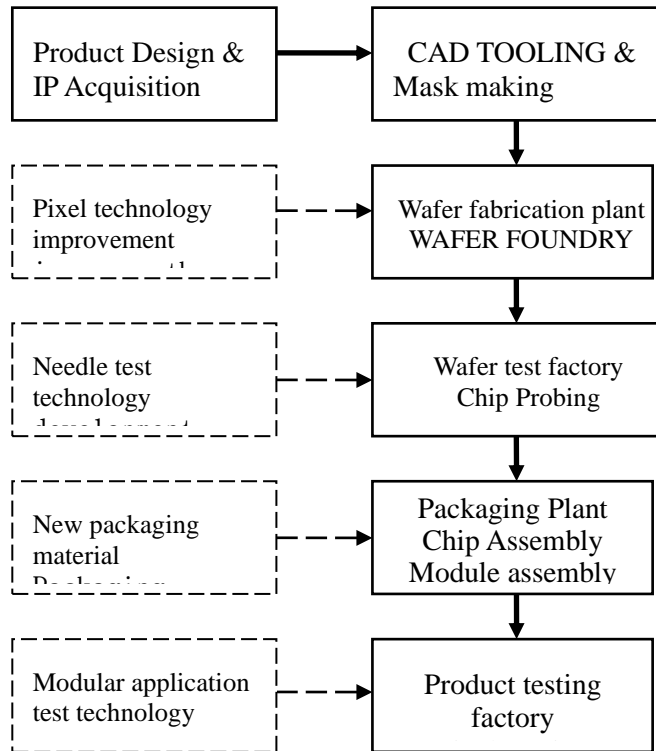 Product Design &
IP Acquisition
CAD TOOLING &
Mask making
Pixel technology
improvement
Wafer fabrication plant
WAFER FOUNDRY
Needle test
technology
development
Wafer test factory
Chip Probing
New packaging
material
Packaging
Packaging Plant
Chip Assembly
Module assembly
Modular application
test technology
Product testing
factory